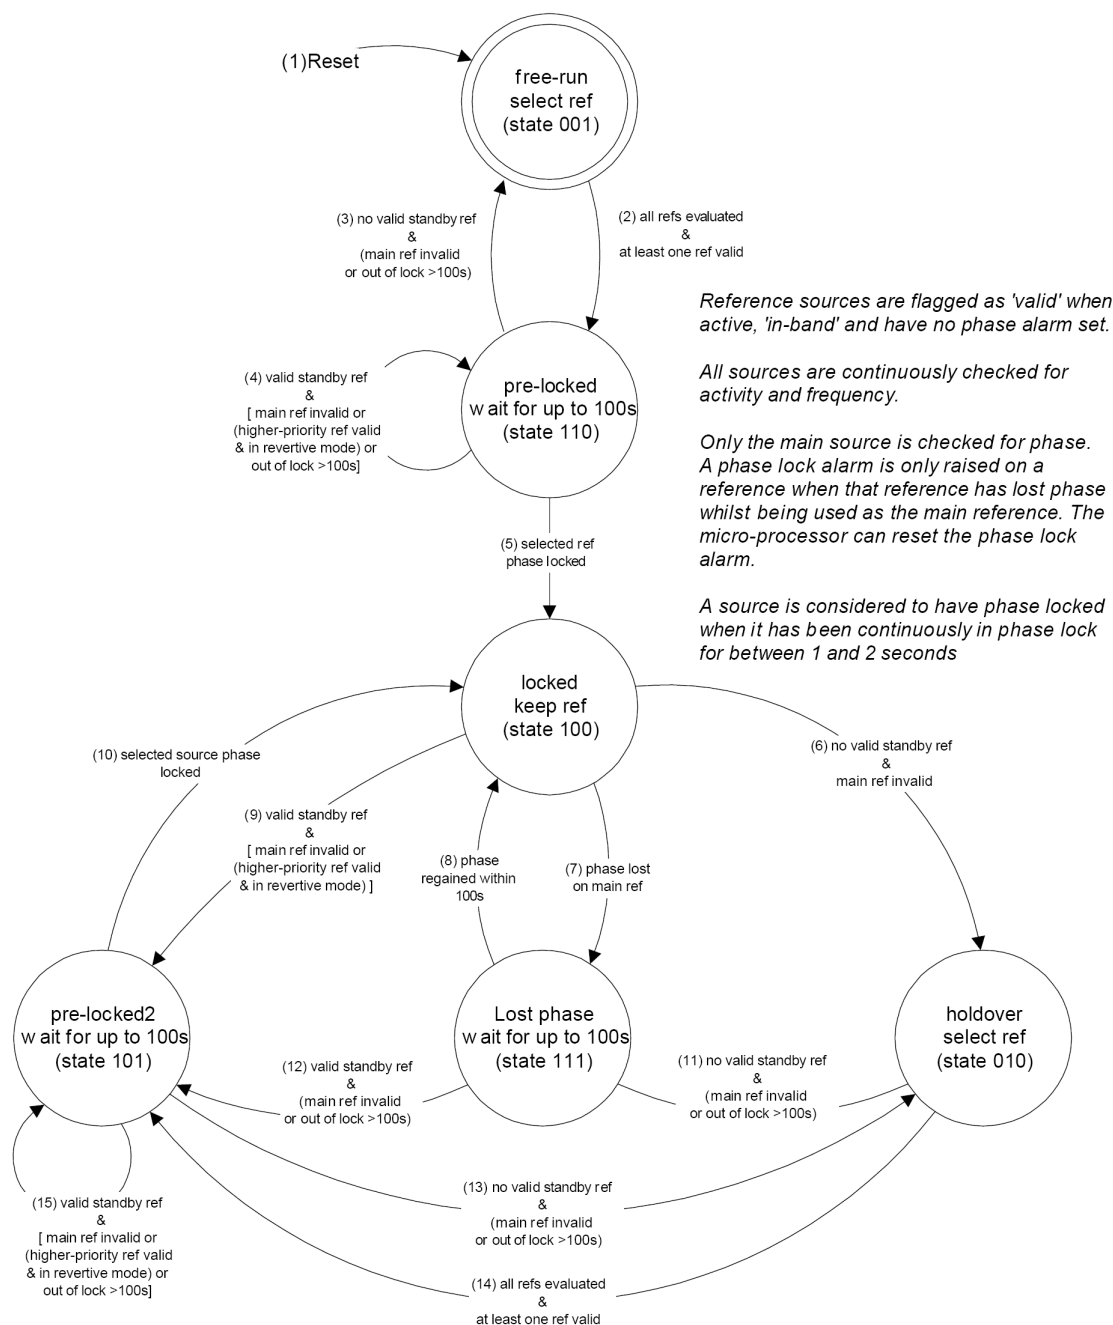 (1)Reset
free-run
select ref
(state 001)
(3) no valid standby ref
&
(main ref invalid
or out of lock >100s)
(2) all refs evaluated
&
at least one ref valid
Reference sources are flagged as 'valid' when
active, 'in-band' and have no phase alarm set.
All sources are continuously checked for
activity and frequency.
Only the main source is checked for phase.
A phase lock alarm is only raised on a
reference when that reference has lost phase
whilst being used as the main reference. The
micro-processor can reset the phase lock
alarm.
A source is considered to have phase locked
when it has been continuously in phase lock
for between 1 and 2 seconds
(4) valid standby ref
&
[ main ref invalid or
(higher-priority ref valid
& in revertive mode) or
out of lock >100s]
pre-locked
wait for up to 100s
(state 110)
(5) selected ref
phase locked
locked
keep ref
(state 100)
(10) selected source phase
locked
(6) no valid standby ref
&
main ref invalid
(9) valid standby ref
&
[ main ref invalid or
(higher-priority ref valid
& in revertive mode) ]
(8) phase
regained within
100s
(7) phase lost
on main ref
pre-locked2
wait for up to 100s
(state 101)
Lost phase
wait for up to 100s
(state 111)
holdover
select ref
(state 010)
(12) valid standby ref
&
(main ref invalid
or out of lock >100s)
(11) no valid standby ref
&
(main ref invalid
or out of lock >100s)
(13) no valid standby ref
&
(main ref invalid
or out of lock >100s)
(15) valid standby ref
&
[ main ref invalid or
(higher-priority ref valid
& in revertive mode) or
out of lock >100s]
(14) all refs evaluated
&
at least one ref valid